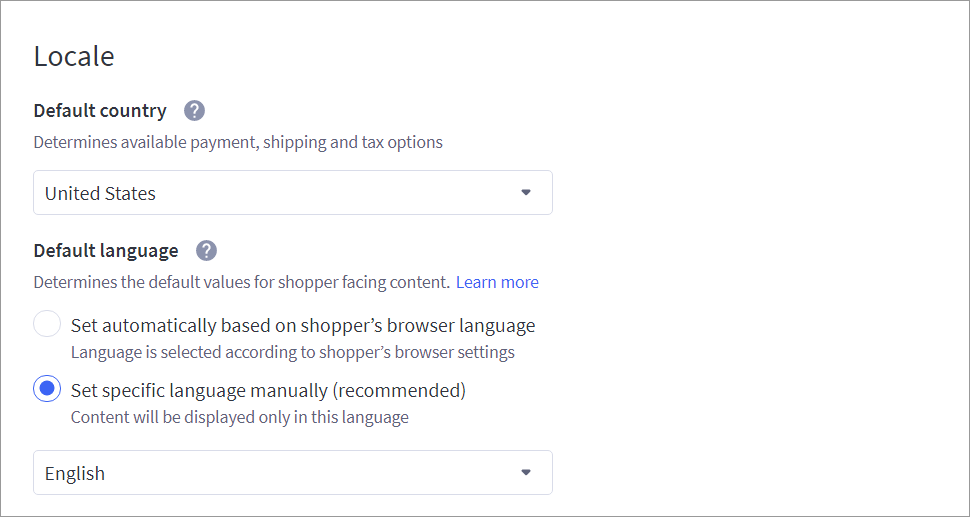 Locale
Default country ?
Determines available payment, shipping and tax options
United States
Default language ?
Determines the default values for shopper facing content. Learn more
Set automatically based on shopper’s browser language
Language is selected according to shopper’s browser settings
Set specific language manually (recommended)
Content will be displayed only in this language
English